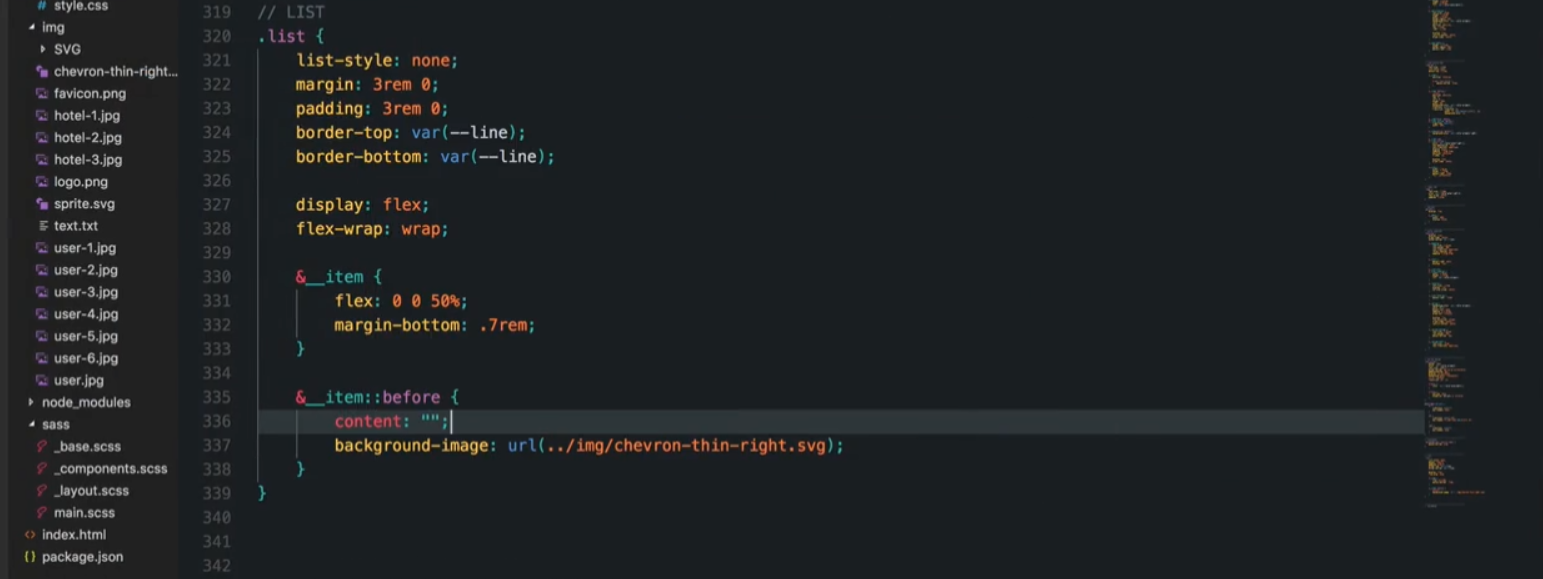 style.css
img
SVG
chevron-thin-right...
favicon.png
hotel-1.jpg
hotel-2.jpg
hotel-3.jpg
logo.png
sprite.svg
text.txt
user-1.jpg
user-2.jpg
user-3.jpg
user-4.jpg
user-5.jpg
user-6.jpg
user.jpg
node_modules
sass
_base.scss
_components.scss
_layout.scss
main.scss
index.html
package.json
319 // LIST
320 .list {
321 list-style: none;
322 margin: 3rem 0;
323 padding: 3rem 0;
324 border-top: var(--line);
325 border-bottom: var(--line);
326
327 display: flex;
328 flex-wrap: wrap;
329
330 &__item {
331 flex: 0 0 50%;
332 margin-bottom: .7rem;
333 }
334
335 &__item::before {
336 content: "";
337 background-image: url(../img/chevron-thin-right.svg);
338 }
339 }
340
341
342